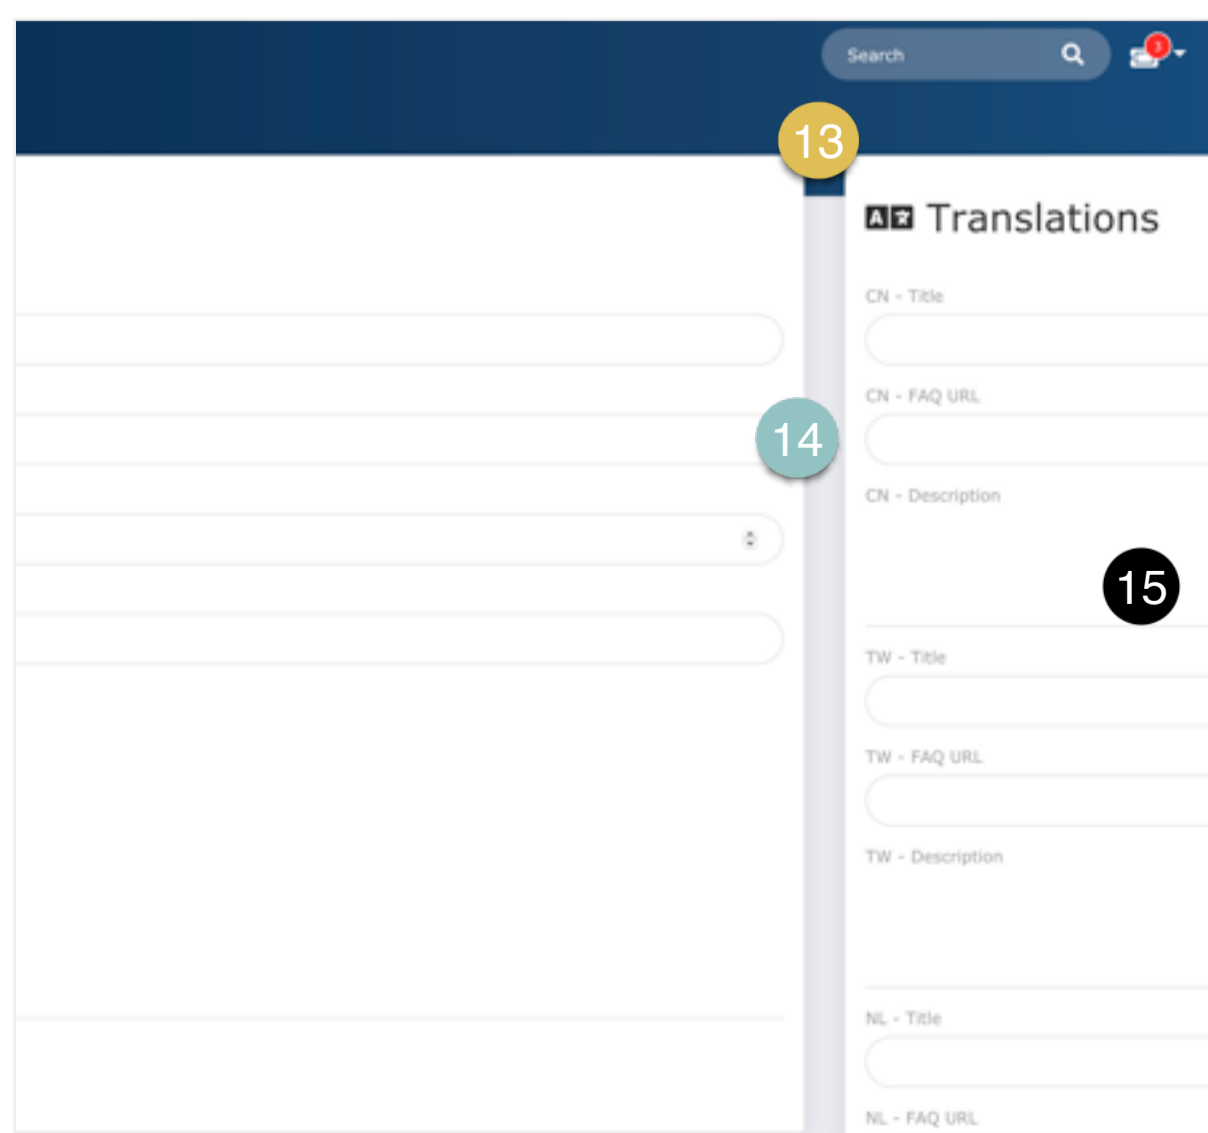 Search
3
13
Translations
CN - Title
CN - FAQ URL
14
CN - Description
15
TW - Title
TW - FAQ URL
TW - Description
NL - Title
NL - FAQ URL